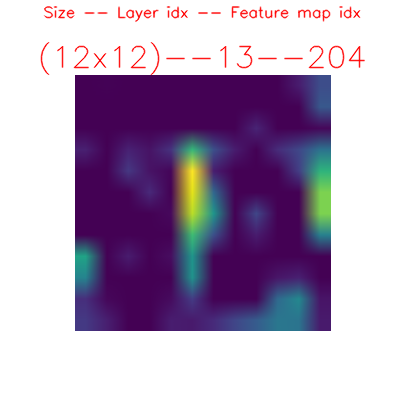 Size -- Layer idx -- Feature map idx
(12x12)--13--204